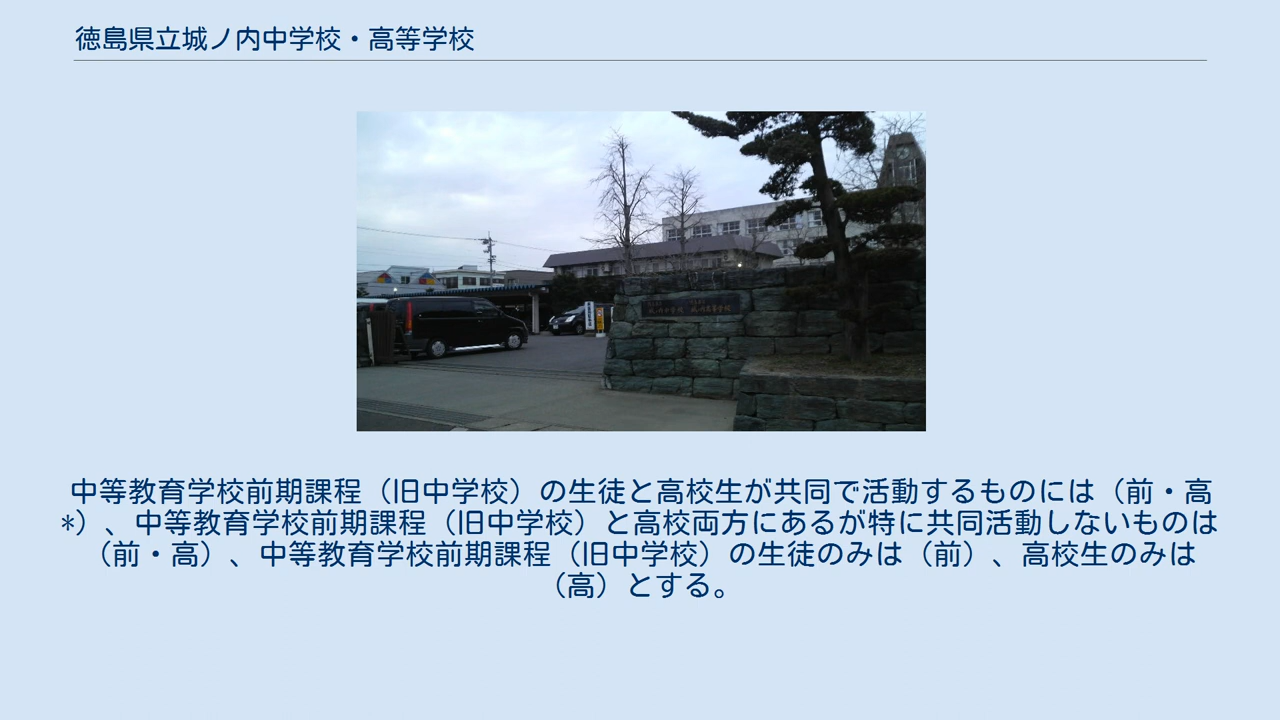 徳島県立城ノ内中学校・高等学校
中等教育学校前期課程（旧中学校）の生徒と高校生が共同で活動するものには（前・高
*）、中等教育学校前期課程（旧中学校）と高校両方にあるが特に共同活動しないものは
（前・高）、中等教育学校前期課程（旧中学校）の生徒のみは（前）、高校生のみは
（高）とする。